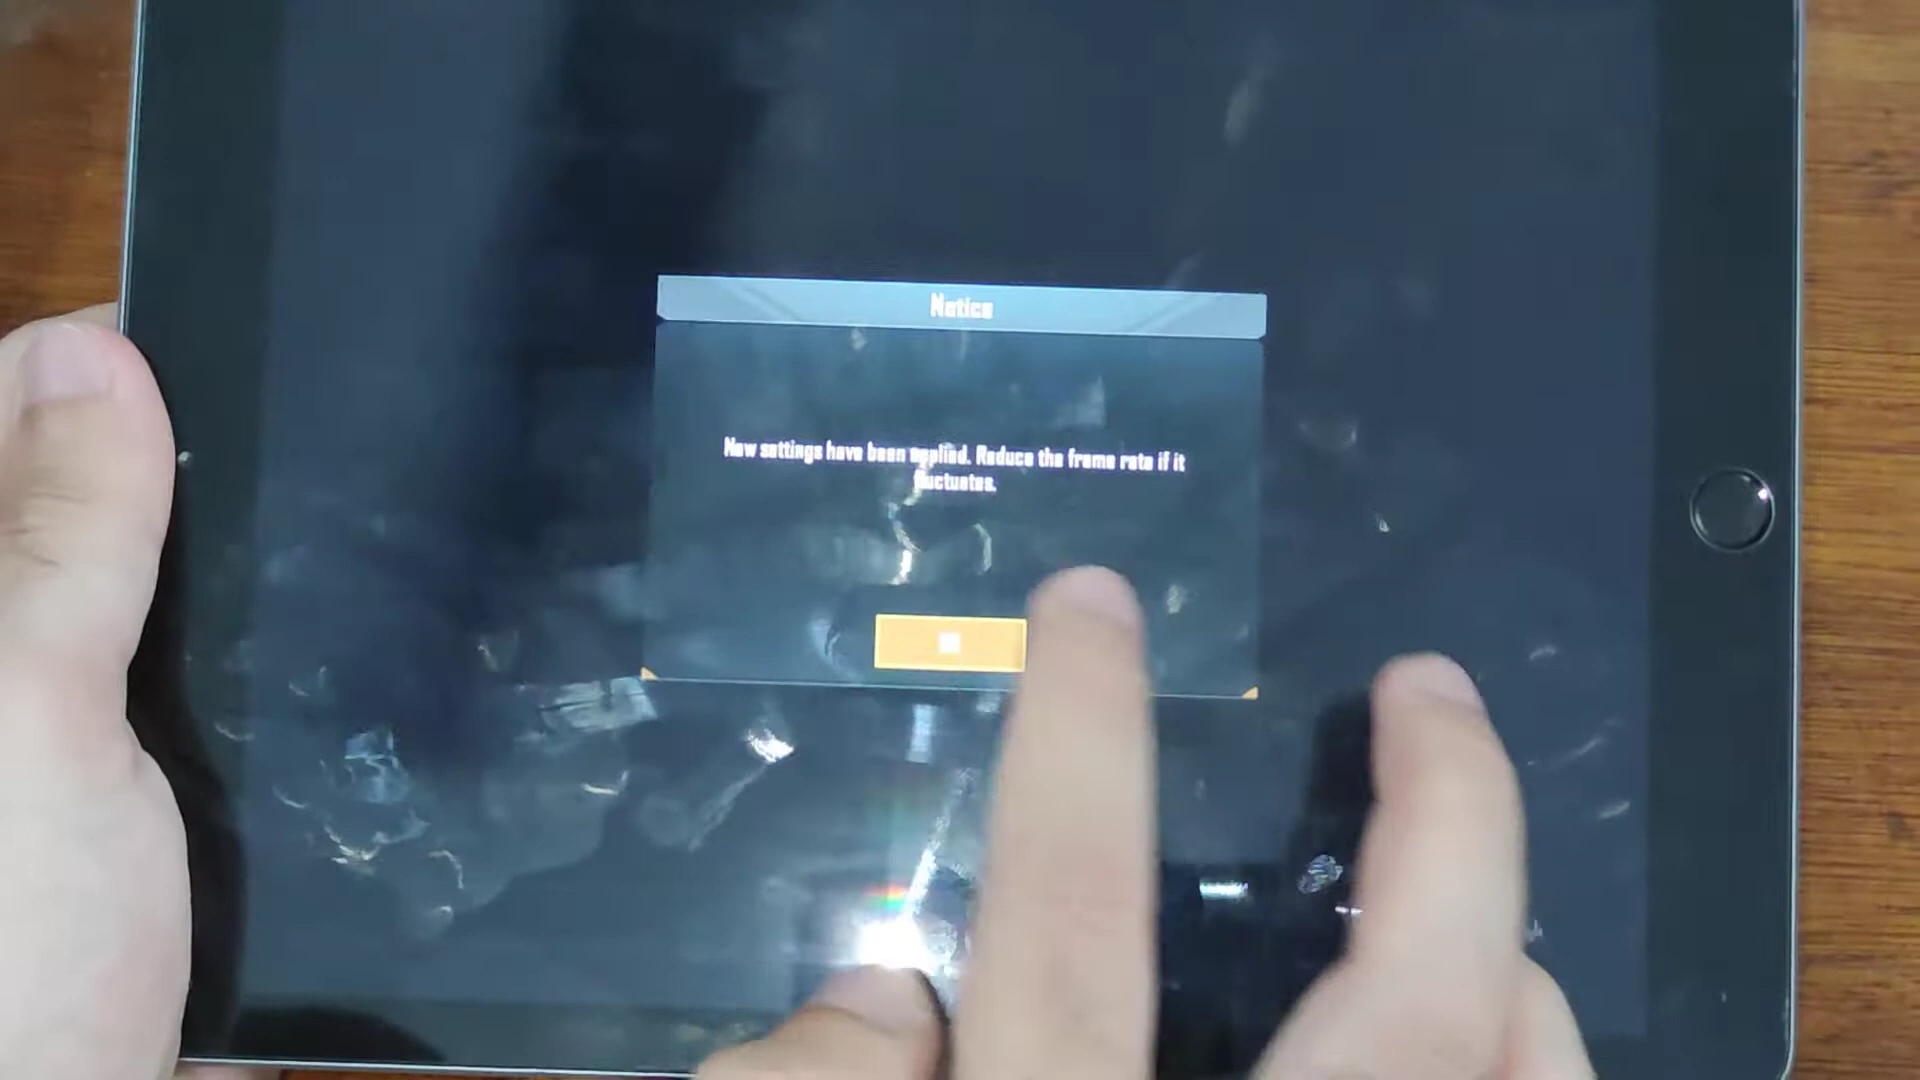 Notice
New settings have been applied. Reduce the frame rate if it
fluctuates.